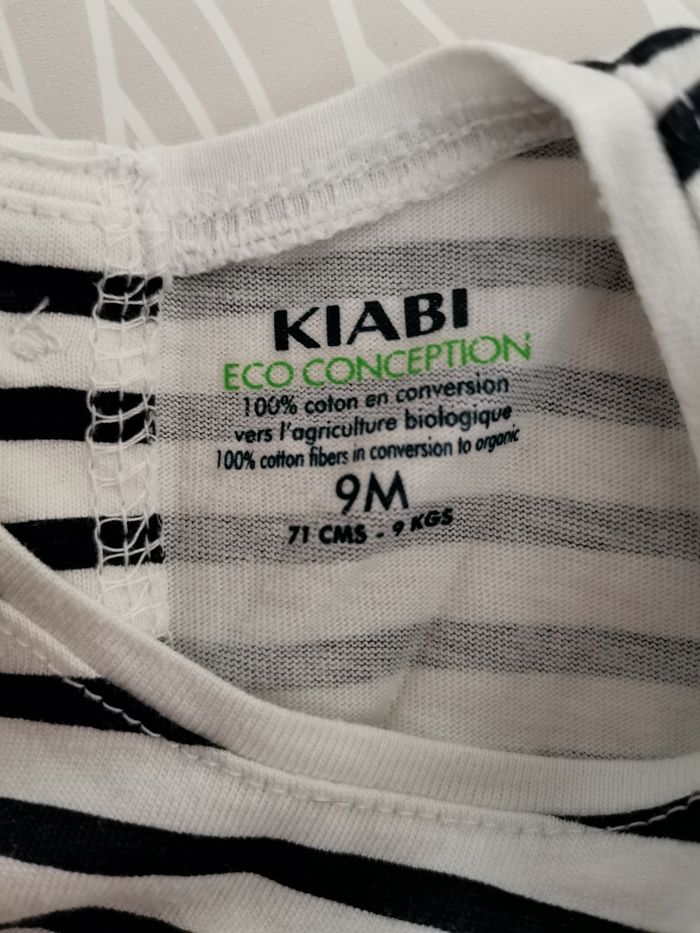 KIABI
ECO CONCEPTION
100% coton en conversion
vers l'agriculture biologique
100% cotton fibers in conversion to organic
9M
71 CMS - 9 KGS